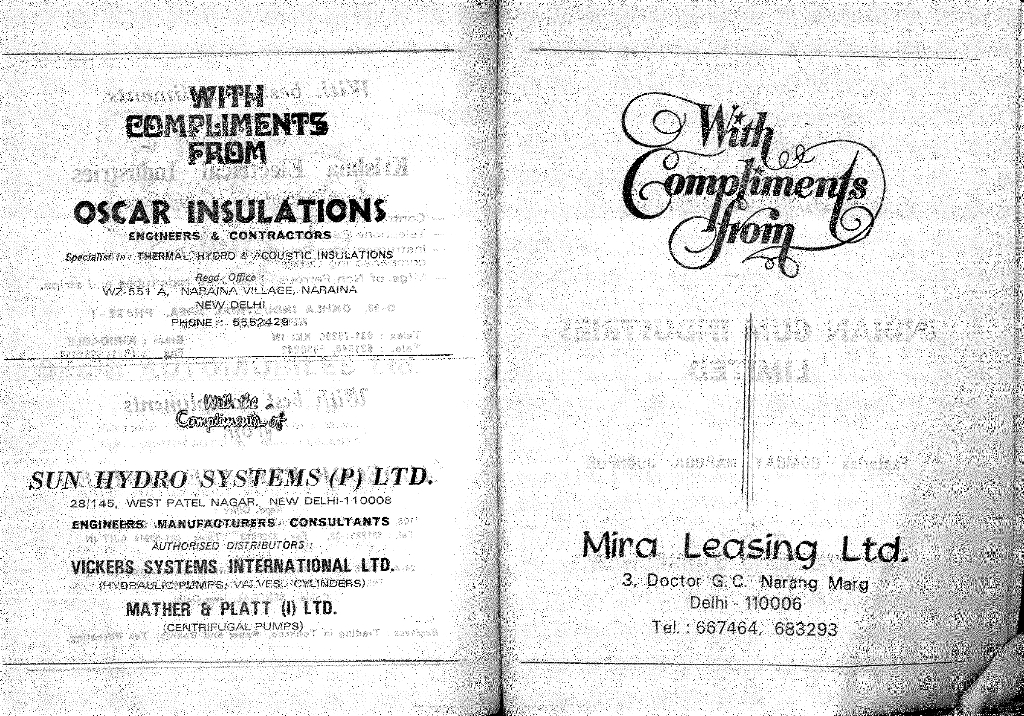 WITH
COMPLIMENTS
FROM
OSCAR INSULATIONS
ENGINEERS & CONTRACTORS
Specialist in : THERMAL, HYDRO & ACOUSTIC INSULATIONS
Regd. Office :
WZ-551 A, NARAINA VILLAGE, NARAINA
NEW DELHI
PHONE : 5552429
With the
Compliments of
SUN HYDRO SYSTEMS (P) LTD.
28/145, WEST PATEL NAGAR, NEW DELHI-110008
ENGINEERS MANUFACTURERS CONSULTANTS
AUTHORISED DISTRIBUTORS :
VICKERS SYSTEMS INTERNATIONAL LTD.
(HYDRAULIC PUMPS, VALVES, CYLINDERS)
MATHER & PLATT (I) LTD.
(CENTRIFUGAL PUMPS)
With
Compliments
from
Mira Leasing Ltd.
3, Doctor G. C. Narang Marg
Delhi - 110006
Tel. : 667464, 683293